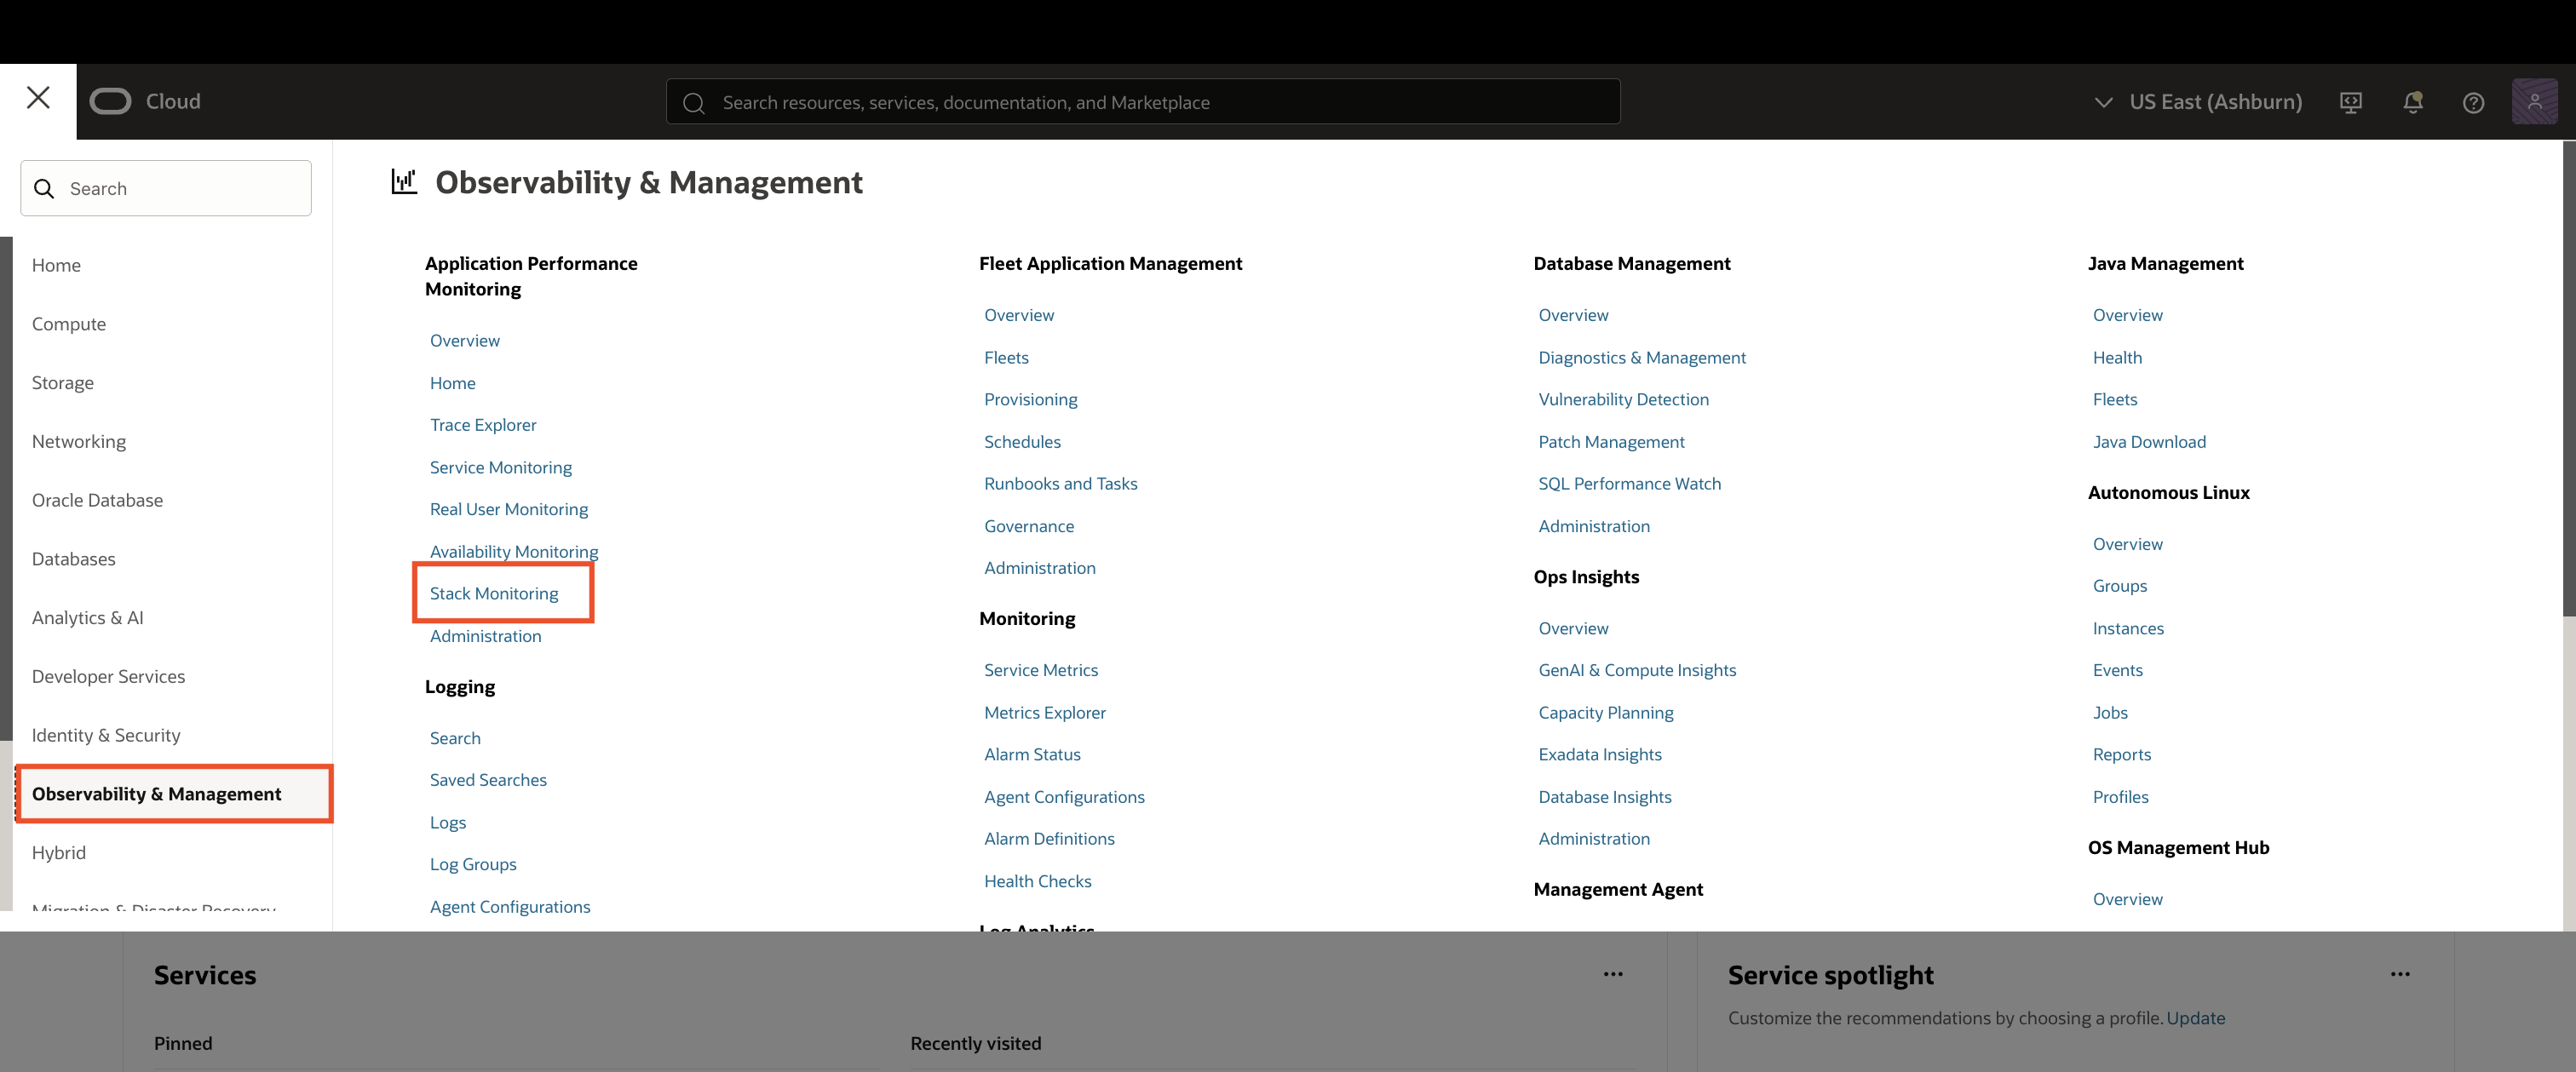 Cloud
Search resources, services, documentation, and Marketplace
US East (Ashburn)
Search
Home
Compute
Storage
Networking
Oracle Database
Databases
Analytics & AI
Developer Services
Identity & Security
Observability & Management
Hybrid
Migration & Disaster Recovery
Observability & Management
Application Performance
Monitoring
Overview
Home
Trace Explorer
Service Monitoring
Real User Monitoring
Availability Monitoring
Stack Monitoring
Administration
Logging
Search
Saved Searches
Logs
Log Groups
Agent Configurations
Fleet Application Management
Overview
Fleets
Provisioning
Schedules
Runbooks and Tasks
Governance
Administration
Monitoring
Service Metrics
Metrics Explorer
Alarm Status
Agent Configurations
Alarm Definitions
Health Checks
Log Analytics
Database Management
Overview
Diagnostics & Management
Vulnerability Detection
Patch Management
SQL Performance Watch
Administration
Ops Insights
Overview
GenAI & Compute Insights
Capacity Planning
Exadata Insights
Database Insights
Administration
Management Agent
Java Management
Overview
Health
Fleets
Java Download
Autonomous Linux
Overview
Groups
Instances
Events
Jobs
Reports
Profiles
OS Management Hub
Overview
Services
Pinned
Recently visited
Service spotlight
Customize the recommendations by choosing a profile. Update